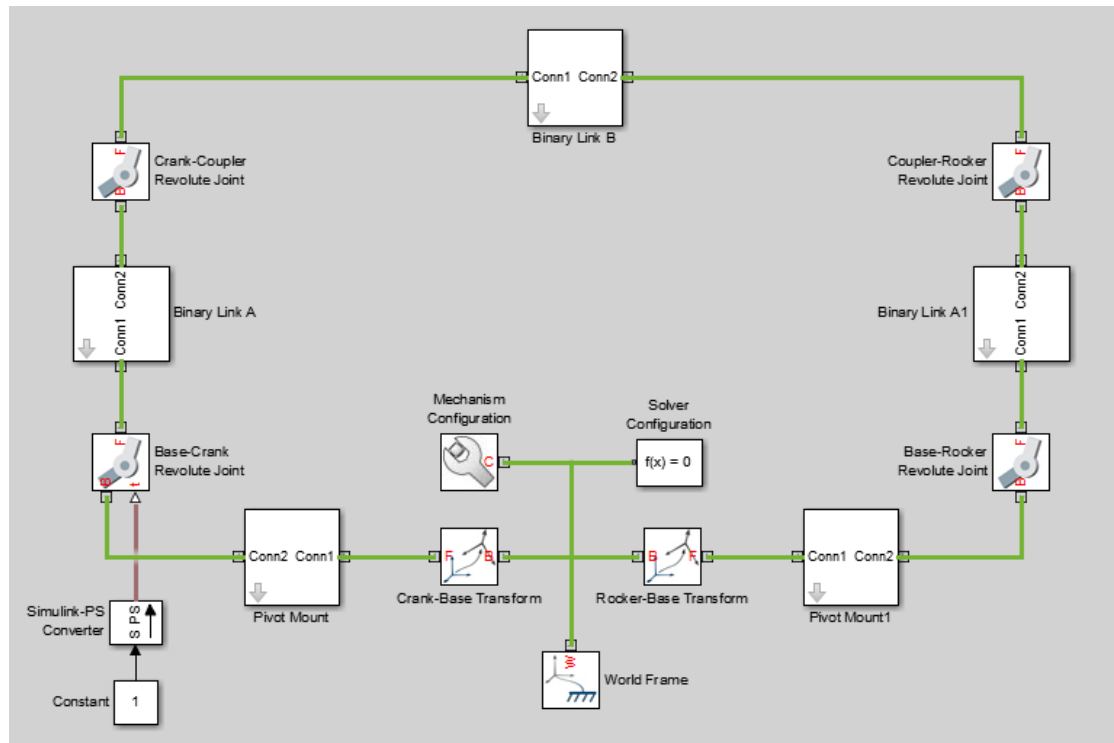 Conn1 Conn2
Binary Link B
F
Crank-Coupler
Revolute Joint
B
Coupler-Rocker
Revolute Joint
F
B
Conn2
Conn1
Binary Link A
Binary Link A1
Conn2
Conn1
Mechanism
Configuration
C
Solver
Configuration
f(x) = 0
F
Base-Crank
Revolute Joint
B
t
Base-Rocker
Revolute Joint
F
B
Conn2 Conn1
Pivot Mount
F
B
Crank-Base Transform
B
F
Rocker-Base Transform
Conn1 Conn2
Pivot Mount1
Simulink-PS
Converter
S PS
W
World Frame
Constant
1